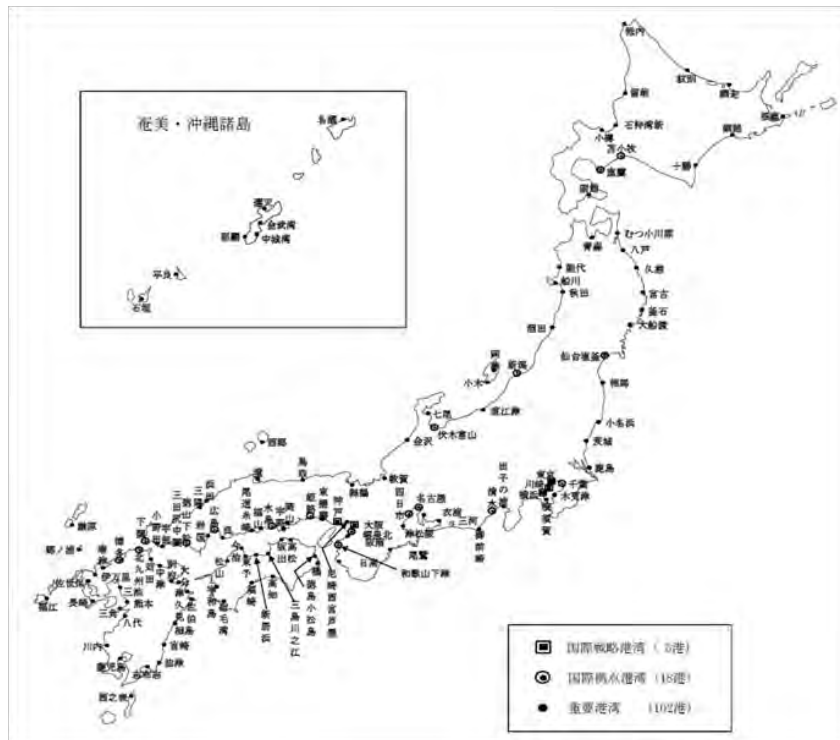 稚内
紋別
網走
留萌
根室
石狩湾新
釧路
小樽
苫小牧
室蘭
十勝
函館
奄美・沖縄諸島
名瀬
運天
金武湾
那覇
中城湾
平良
石垣
むつ小川原
青森
八戸
能代
久慈
船川
秋田
宮古
釜石
大船渡
酒田
仙台塩釜
新潟
小木
相馬
七尾
直江津
伏木富山
小名浜
金沢
茨城
西郷
鹿島
鳥取
境
敦賀
舞鶴
田子の浦
東京
川崎
横浜
千葉
木更津
横須賀
浜田
三隅
尾道糸崎
福山
水島
宇野
岡山
姫路
東播磨
神戸
四日市
名古屋
衣浦
清水
三河
御前崎
広島
呉
岩国
徳山下松
三田尻中関
宇部
小野田
下関
大阪
堺泉北
阪南
津松阪
尾鷲
日高
和歌山下津
尼崎西宮芦屋
厳原
郷ノ浦
博多
唐津
北九州
苅田
中津
別府
大分
津久見
佐伯
今治
松山
東予
坂出
高松
高知
須崎
宿毛湾
宇和島
徳島小松島
橘
三島川之江
新居浜
佐世保
伊万里
三池
熊本
長崎
福江
三角
八代
細島
川内
宮崎
鹿児島
油津
志布志
西之表
国際戦略港湾 ( 5港)
国際拠点港湾 (18港)
重要港湾 (102港)